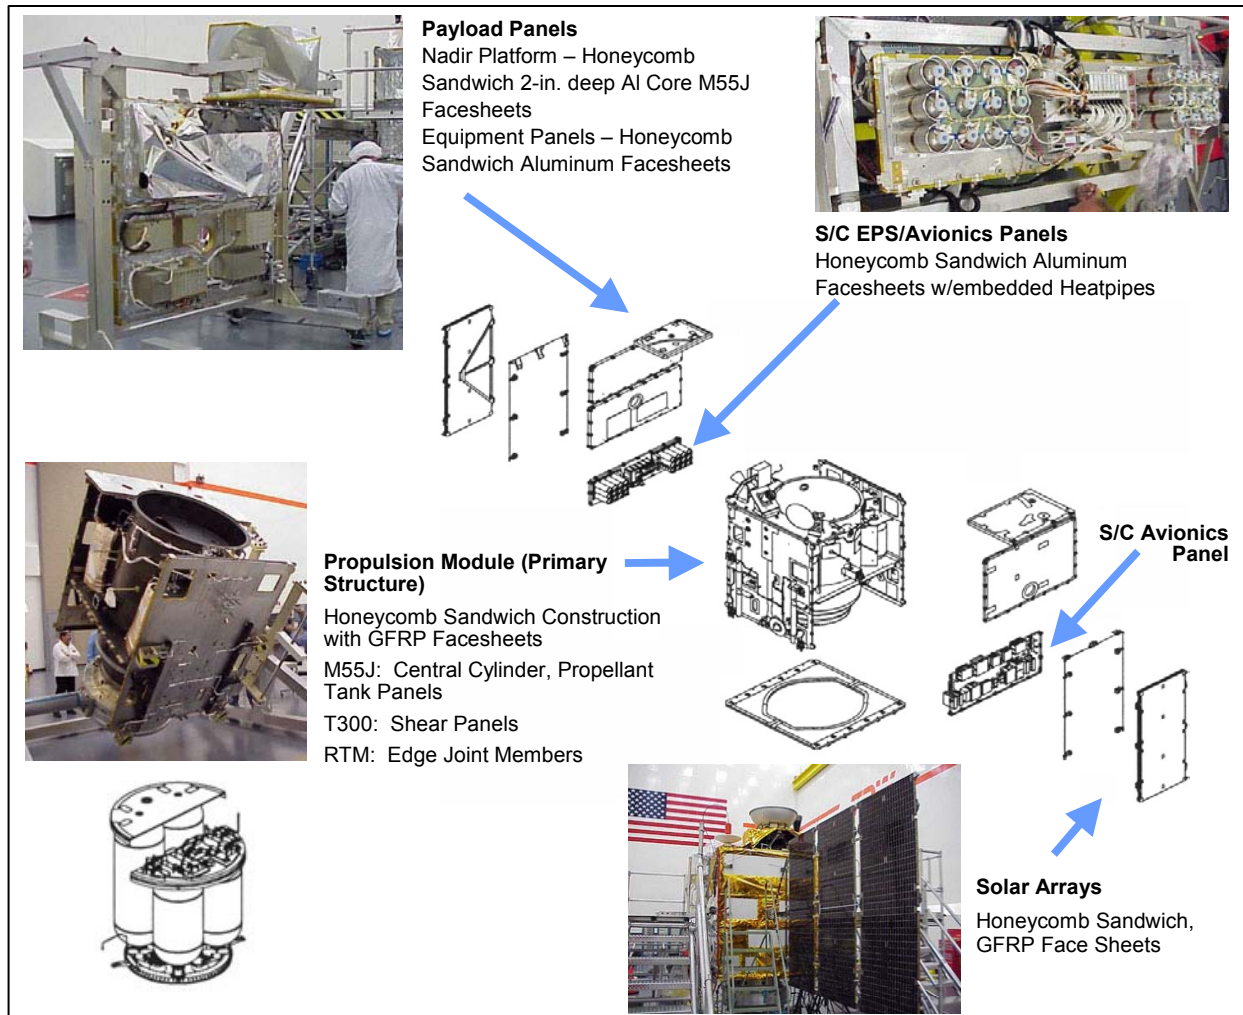 Payload Panels
Nadir Platform – Honeycomb
Sandwich 2-in. deep Al Core M55J
Facesheets
Equipment Panels – Honeycomb
Sandwich Aluminum Facesheets
S/C EPS/Avionics Panels
Honeycomb Sandwich Aluminum
Facesheets w/embedded Heatpipes
S/C Avionics
Panel
Propulsion Module (Primary
Structure)
Honeycomb Sandwich Construction
with GFRP Facesheets
M55J:  Central Cylinder, Propellant
Tank Panels
T300:  Shear Panels
RTM:  Edge Joint Members
Solar Arrays
Honeycomb Sandwich,
GFRP Face Sheets